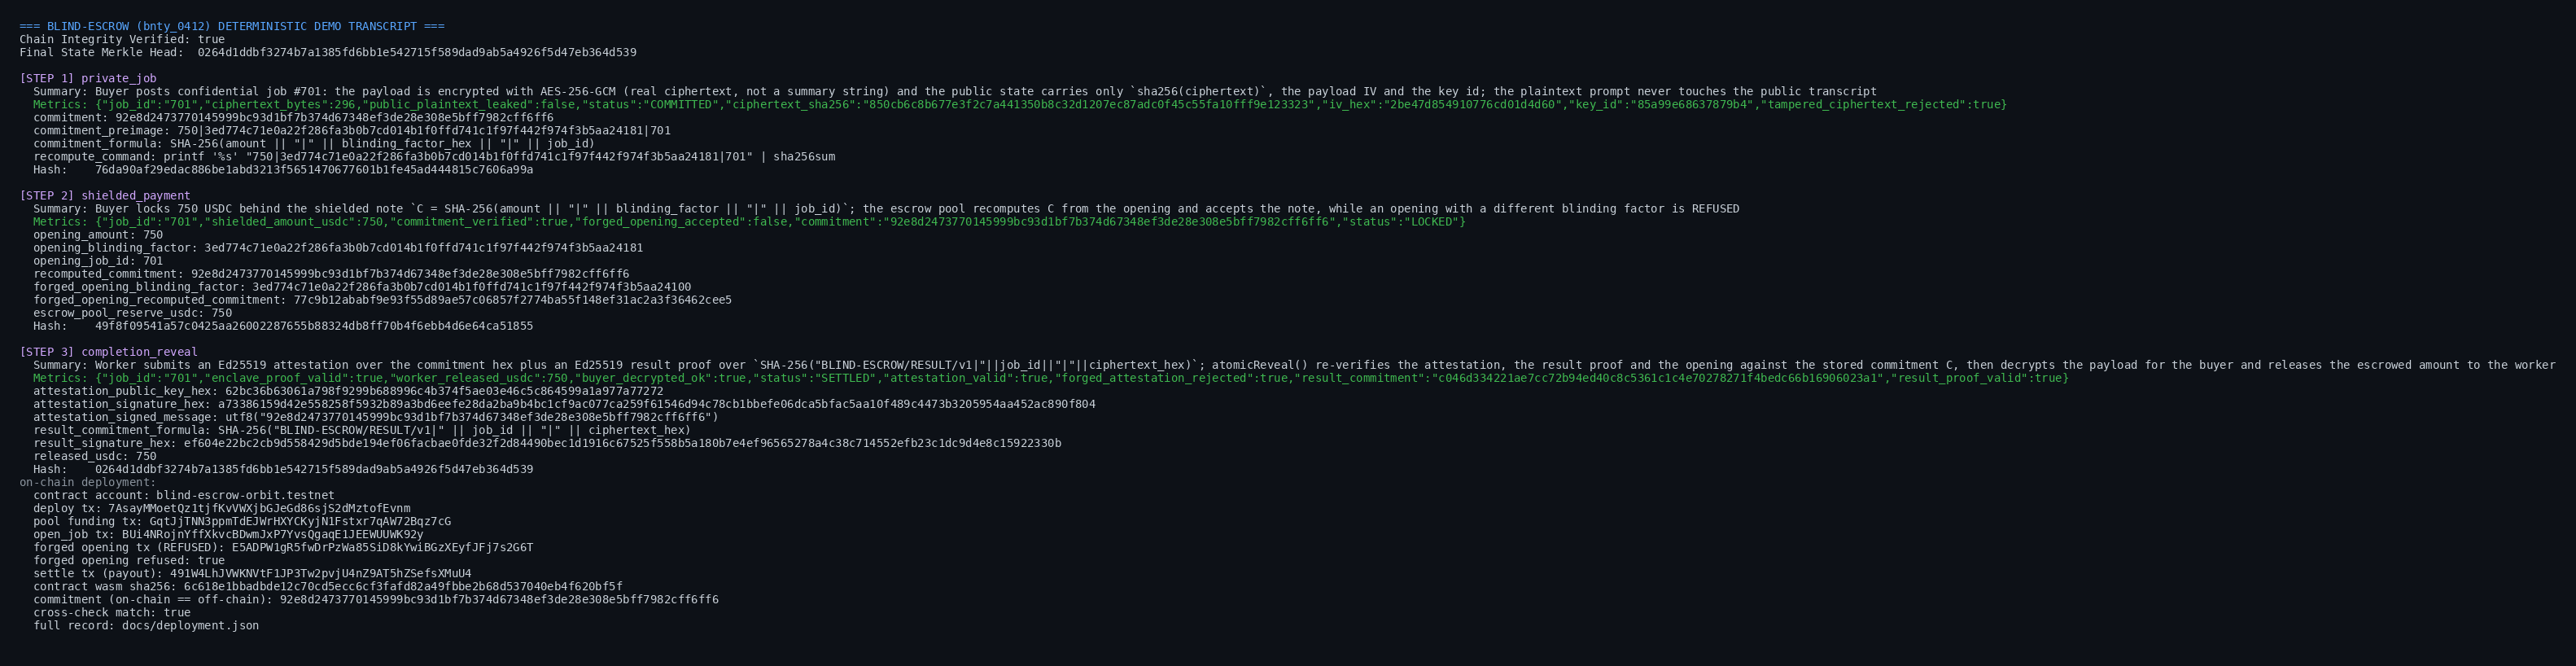 === BLIND-ESCROW (bnty_0412) DETERMINISTIC DEMO TRANSCRIPT ===
Chain Integrity Verified: true
Final State Merkle Head:  0264d1ddbf3274b7a1385fd6bb1e542715f589dad9ab5a4926f5d47eb364d539
[STEP 1] private_job
Summary: Buyer posts confidential job #701: the payload is encrypted with AES-256-GCM (real ciphertext, not a summary string) and the public state carries only `sha256(ciphertext)`, the payload IV and the key id; the plaintext prompt never touches the public transcript
Metrics: {"job_id":"701","ciphertext_bytes":296,"public_plaintext_leaked":false,"status":"COMMITTED","ciphertext_sha256":"850cb6c8b677e3f2c7a441350b8c32d1207ec87adc0f45c55fa10fff9e123323","iv_hex":"2be47d854910776cd01d4d60","key_id":"85a99e68637879b4","tampered_ciphertext_rejected":true}
commitment: 92e8d2473770145999bc93d1bf7b374d67348ef3de28e308e5bff7982cff6ff6
commitment_preimage: 750|3ed774c71e0a22f286fa3b0b7cd014b1f0ffd741c1f97f442f974f3b5aa24181|701
commitment_formula: SHA-256(amount || "|" || blinding_factor_hex || "|" || job_id)
recompute_command: printf '%s' "750|3ed774c71e0a22f286fa3b0b7cd014b1f0ffd741c1f97f442f974f3b5aa24181|701" | sha256sum
Hash:    76da90af29edac886be1abd3213f5651470677601b1fe45ad444815c7606a99a
[STEP 2] shielded_payment
Summary: Buyer locks 750 USDC behind the shielded note `C = SHA-256(amount || "|" || blinding_factor || "|" || job_id)`; the escrow pool recomputes C from the opening and accepts the note, while an opening with a different blinding factor is REFUSED
Metrics: {"job_id":"701","shielded_amount_usdc":750,"commitment_verified":true,"forged_opening_accepted":false,"commitment":"92e8d2473770145999bc93d1bf7b374d67348ef3de28e308e5bff7982cff6ff6","status":"LOCKED"}
opening_amount: 750
opening_blinding_factor: 3ed774c71e0a22f286fa3b0b7cd014b1f0ffd741c1f97f442f974f3b5aa24181
opening_job_id: 701
recomputed_commitment: 92e8d2473770145999bc93d1bf7b374d67348ef3de28e308e5bff7982cff6ff6
forged_opening_blinding_factor: 3ed774c71e0a22f286fa3b0b7cd014b1f0ffd741c1f97f442f974f3b5aa24100
forged_opening_recomputed_commitment: 77c9b12ababf9e93f55d89ae57c06857f2774ba55f148ef31ac2a3f36462cee5
escrow_pool_reserve_usdc: 750
Hash:    49f8f09541a57c0425aa26002287655b88324db8ff70b4f6ebb4d6e64ca51855
[STEP 3] completion_reveal
Summary: Worker submits an Ed25519 attestation over the commitment hex plus an Ed25519 result proof over `SHA-256("BLIND-ESCROW/RESULT/v1|"||job_id||"|"||ciphertext_hex)`; atomicReveal() re-verifies the attestation, the result proof and the opening against the stored commitment C, then decrypts the payload for the buyer and releases the escrowed amount to the worker
Metrics: {"job_id":"701","enclave_proof_valid":true,"worker_released_usdc":750,"buyer_decrypted_ok":true,"status":"SETTLED","attestation_valid":true,"forged_attestation_rejected":true,"result_commitment":"c046d334221ae7cc72b94ed40c8c5361c1c4e70278271f4bedc66b16906023a1","result_proof_valid":true}
attestation_public_key_hex: 62bc36b63061a798f9299b688996c4b374f5ae03e46c5c864599a1a977a77272
attestation_signature_hex: a73386159d42e558258f5932b89a3bd6eefe28da2ba9b4bc1cf9ac077ca259f61546d94c78cb1bbefe06dca5bfac5aa10f489c4473b3205954aa452ac890f804
attestation_signed_message: utf8("92e8d2473770145999bc93d1bf7b374d67348ef3de28e308e5bff7982cff6ff6")
result_commitment_formula: SHA-256("BLIND-ESCROW/RESULT/v1|" || job_id || "|" || ciphertext_hex)
result_signature_hex: ef604e22bc2cb9d558429d5bde194ef06facbae0fde32f2d84490bec1d1916c67525f558b5a180b7e4ef96565278a4c38c714552efb23c1dc9d4e8c15922330b
released_usdc: 750
Hash:    0264d1ddbf3274b7a1385fd6bb1e542715f589dad9ab5a4926f5d47eb364d539
on-chain deployment:
contract account: blind-escrow-orbit.testnet
deploy tx: 7AsayMMoetQz1tjfKvVWXjbGJeGd86sjS2dMztofEvnm
pool funding tx: GqtJjTNN3ppmTdEJWrHXYCKyjN1Fstxr7qAW72Bqz7cG
open_job tx: BUi4NRojnYffXkvcBDwmJxP7YvsQgaqE1JEEWUUWK92y
forged opening tx (REFUSED): E5ADPW1gR5fwDrPzWa85SiD8kYwiBGzXEyfJFj7s2G6T
forged opening refused: true
settle tx (payout): 491W4LhJVWKNVtF1JP3Tw2pvjU4nZ9AT5hZSefsXMuU4
contract wasm sha256: 6c618e1bbadbde12c70cd5ecc6cf3fafd82a49fbbe2b68d537040eb4f620bf5f
commitment (on-chain == off-chain): 92e8d2473770145999bc93d1bf7b374d67348ef3de28e308e5bff7982cff6ff6
cross-check match: true
full record: docs/deployment.json